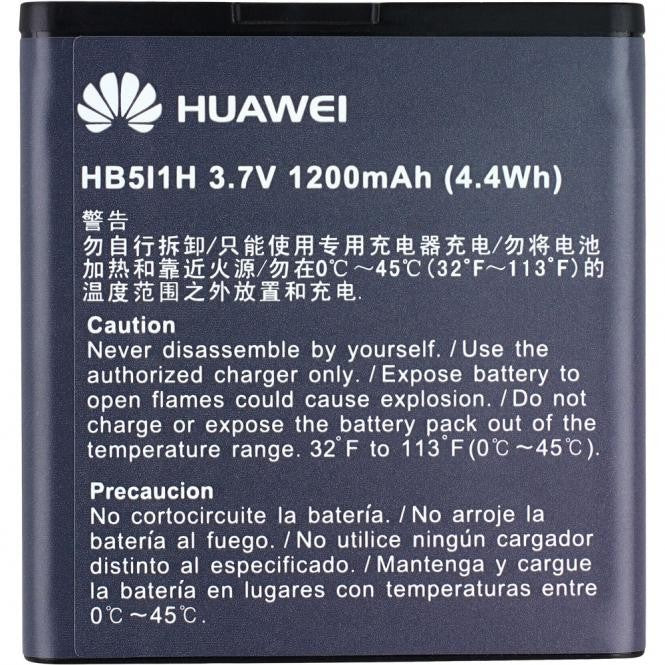 HUAWEI
HB5I1H 3.7V 1200mAh (4.4Wh)
警告
勿自行拆卸/只能使用专用充电器充电/勿将电池
加热和靠近火源/勿在0℃～45℃(32°F～113°F)的
温度范围之外放置和充电.
Caution
Never disassemble by yourself. / Use the
authorized charger only. / Expose battery to
open flames could cause explosion. / Do not
charge or expose the battery pack out of the
temperature range. 32°F to 113°F(0℃～45℃).
Precaucion
No cortocircuite la batería. / No arroje la
batería al fuego. / No utilice ningún cargador
distinto al especificado. / Mantenga y cargue
la batería en lugares con temperaturas entre
0℃～45℃.